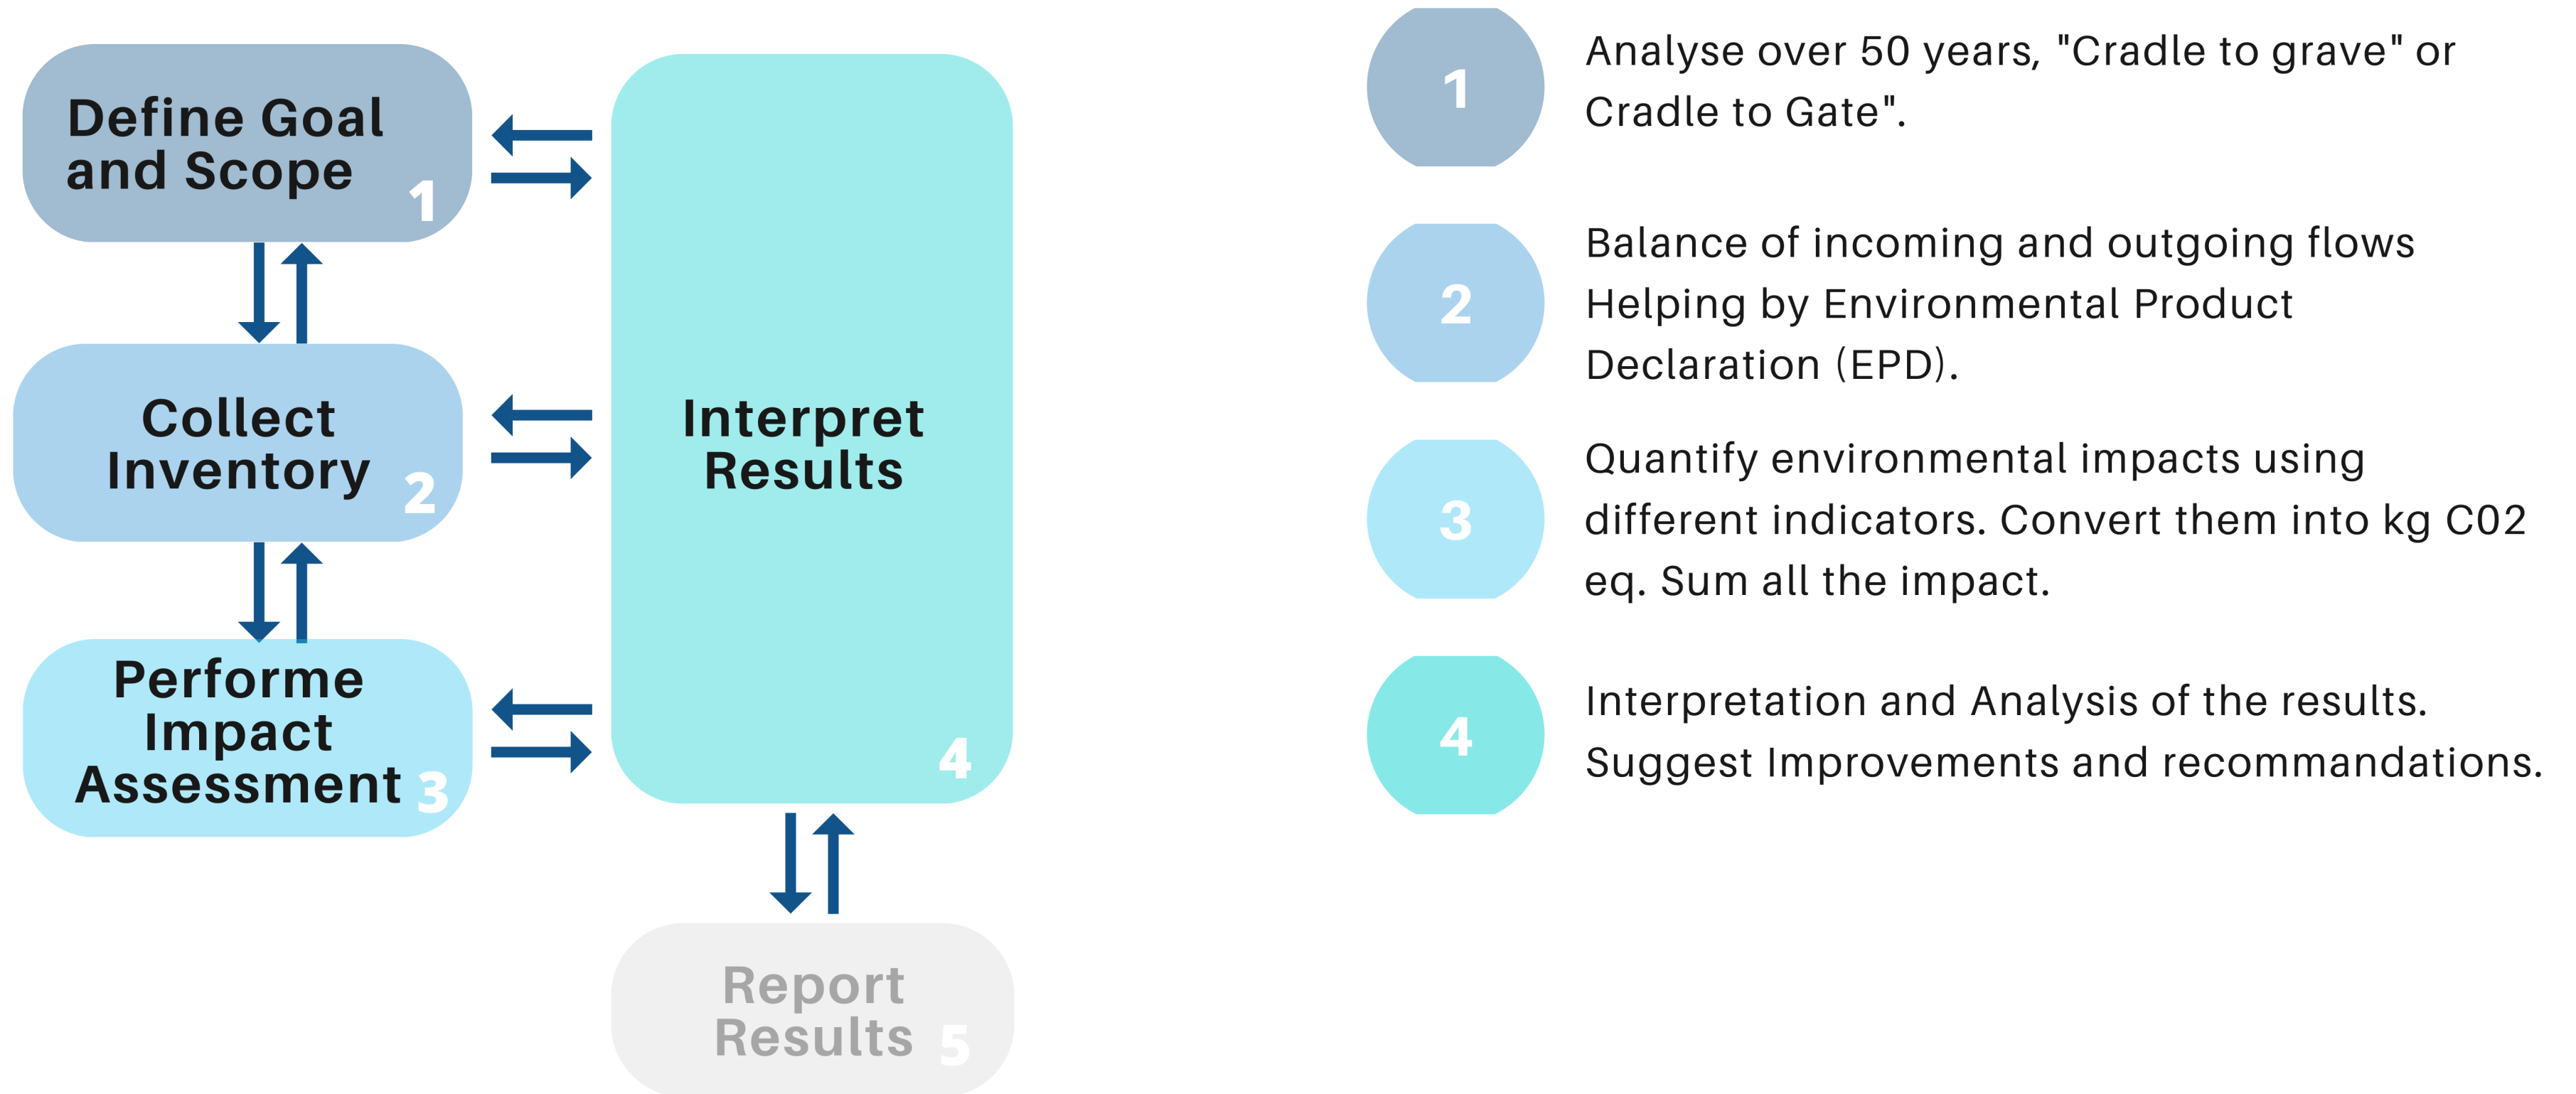 Define Goal
and Scope
1
Collect
Inventory
2
Performe
Impact
Assessment
3
Interpret
Results
4
Report
Results
5
1
Analyse over 50 years, "Cradle to grave" or
Cradle to Gate".
2
Balance of incoming and outgoing flows
Helping by Environmental Product
Declaration (EPD).
3
Quantify environmental impacts using
different indicators. Convert them into kg C02
eq. Sum all the impact.
4
Interpretation and Analysis of the results.
Suggest Improvements and recommandations.